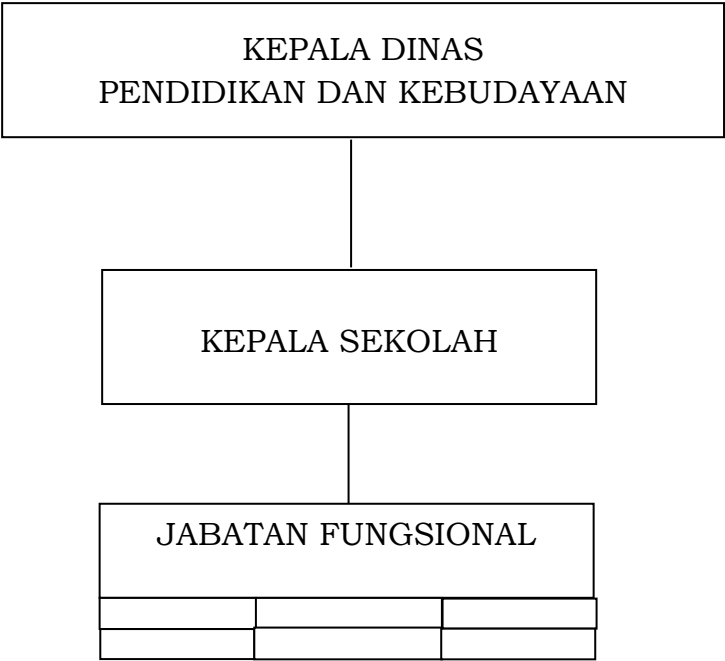 KEPALA DINAS
PENDIDIKAN DAN KEBUDAYAAN
KEPALA SEKOLAH
JABATAN FUNGSIONAL